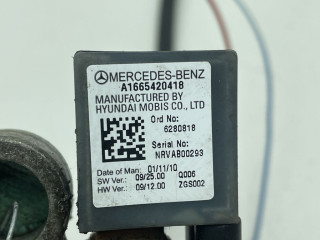 MERCEDES-BENZ
A1665420418
MANUFACTURED BY
HYUNDAI MOBIS CO., LTD
Ord No:
6280818
Serial No:
NRVAB00293
Date of Man: 01/11/10
SW Ver.: 09/25.00 Q006
HW Ver.: 09/12.00 ZGS002